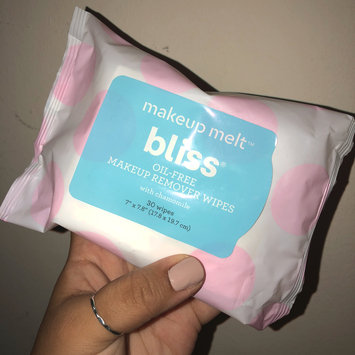 makeup melt™
bliss®
OIL-FREE
MAKEUP REMOVER WIPES
with chamomile
30 wipes
7" x 7.8" (17.8 x 19.7 cm)